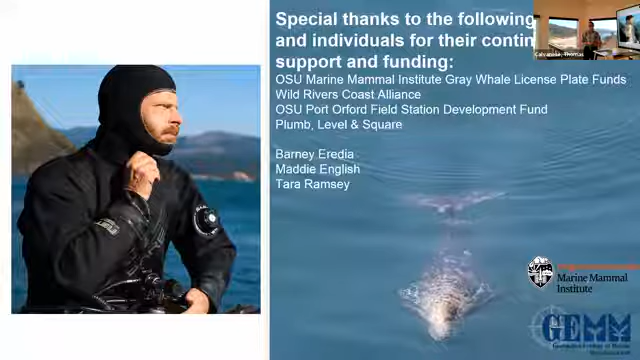 Special thanks to the following
and individuals for their contin
support and funding:
OSU Marine Mammal Institute Gray Whale License Plate Funds
Wild Rivers Coast Alliance
OSU Port Orford Field Station Development Fund
Plumb, Level & Square
Barney Eredia
Maddie English
Tara Ramsey
Calvanese, Thomas
Marine Mammal
Institute
GEMM